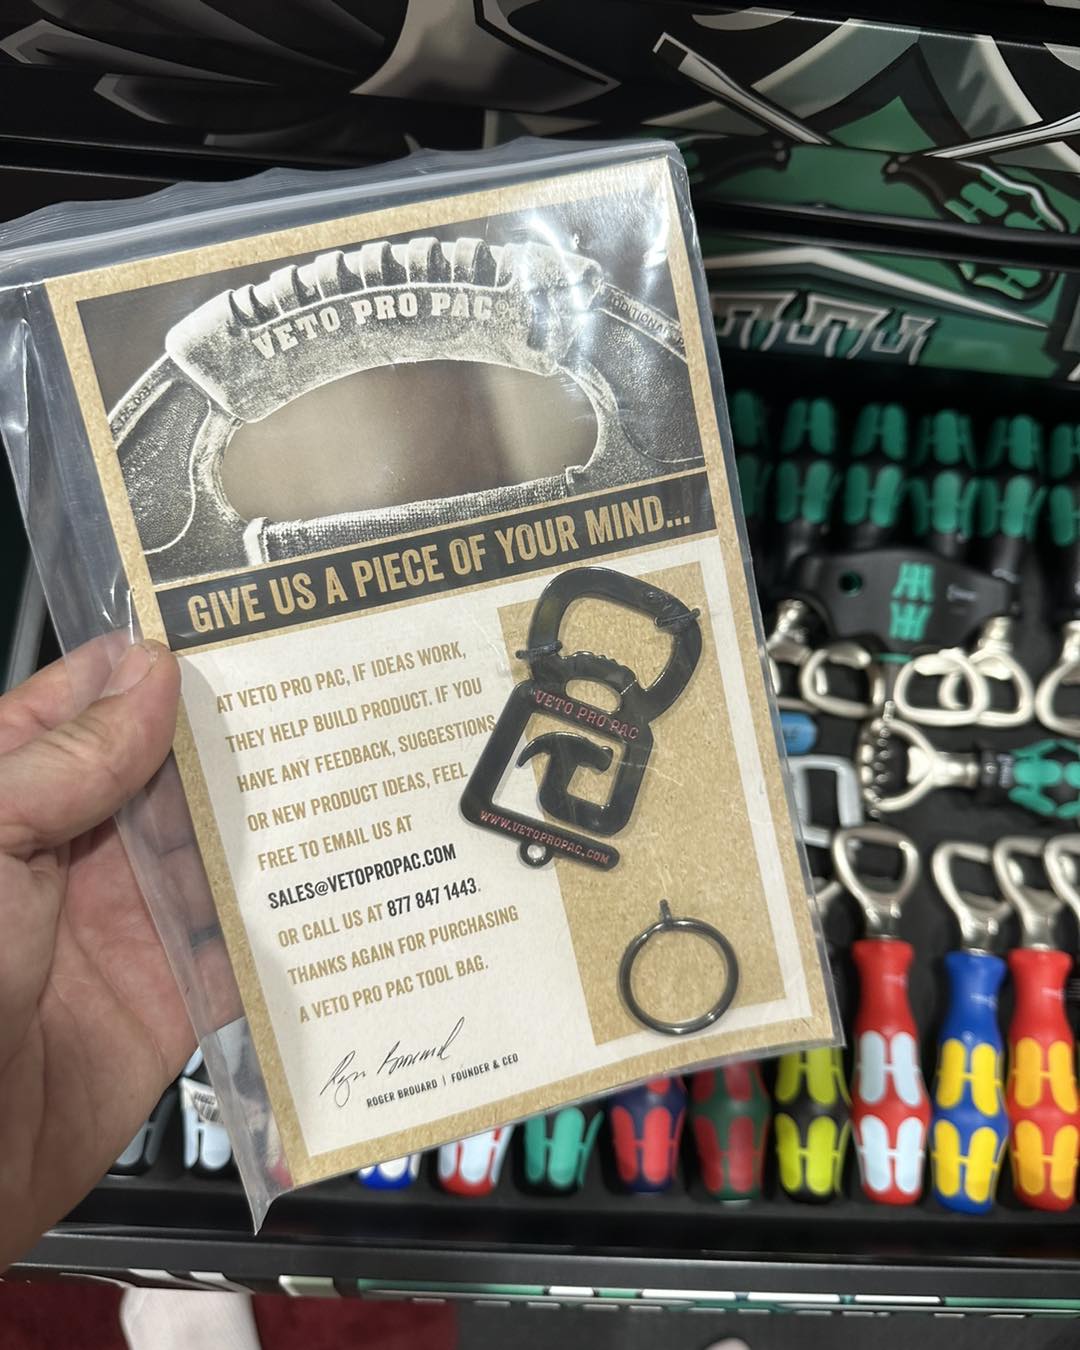 VETO PRO PAC
GIVE US A PIECE OF YOUR MIND...
AT VETO PRO PAC, IF IDEAS WORK,
THEY HELP BUILD PRODUCT. IF YOU
HAVE ANY FEEDBACK, SUGGESTIONS
OR NEW PRODUCT IDEAS, FEEL
FREE TO EMAIL US AT
SALES@VETOPROPAC.COM
OR CALL US AT 877 847 1443.
THANKS AGAIN FOR PURCHASING
A VETO PRO PAC TOOL BAG.
ROGER BROUARD | FOUNDER & CEO
VETO PRO PAC
WWW.VETOPROPAC.COM